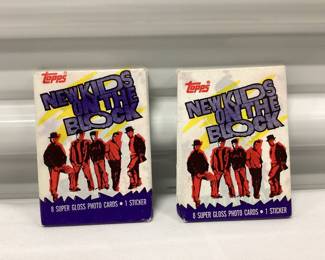 Topps
NEW KIDS
ON THE
BLOCK
8 SUPER GLOSS PHOTO CARDS • 1 STICKER
Topps
NEW KIDS
ON THE
BLOCK
8 SUPER GLOSS PHOTO CARDS • 1 STICKER